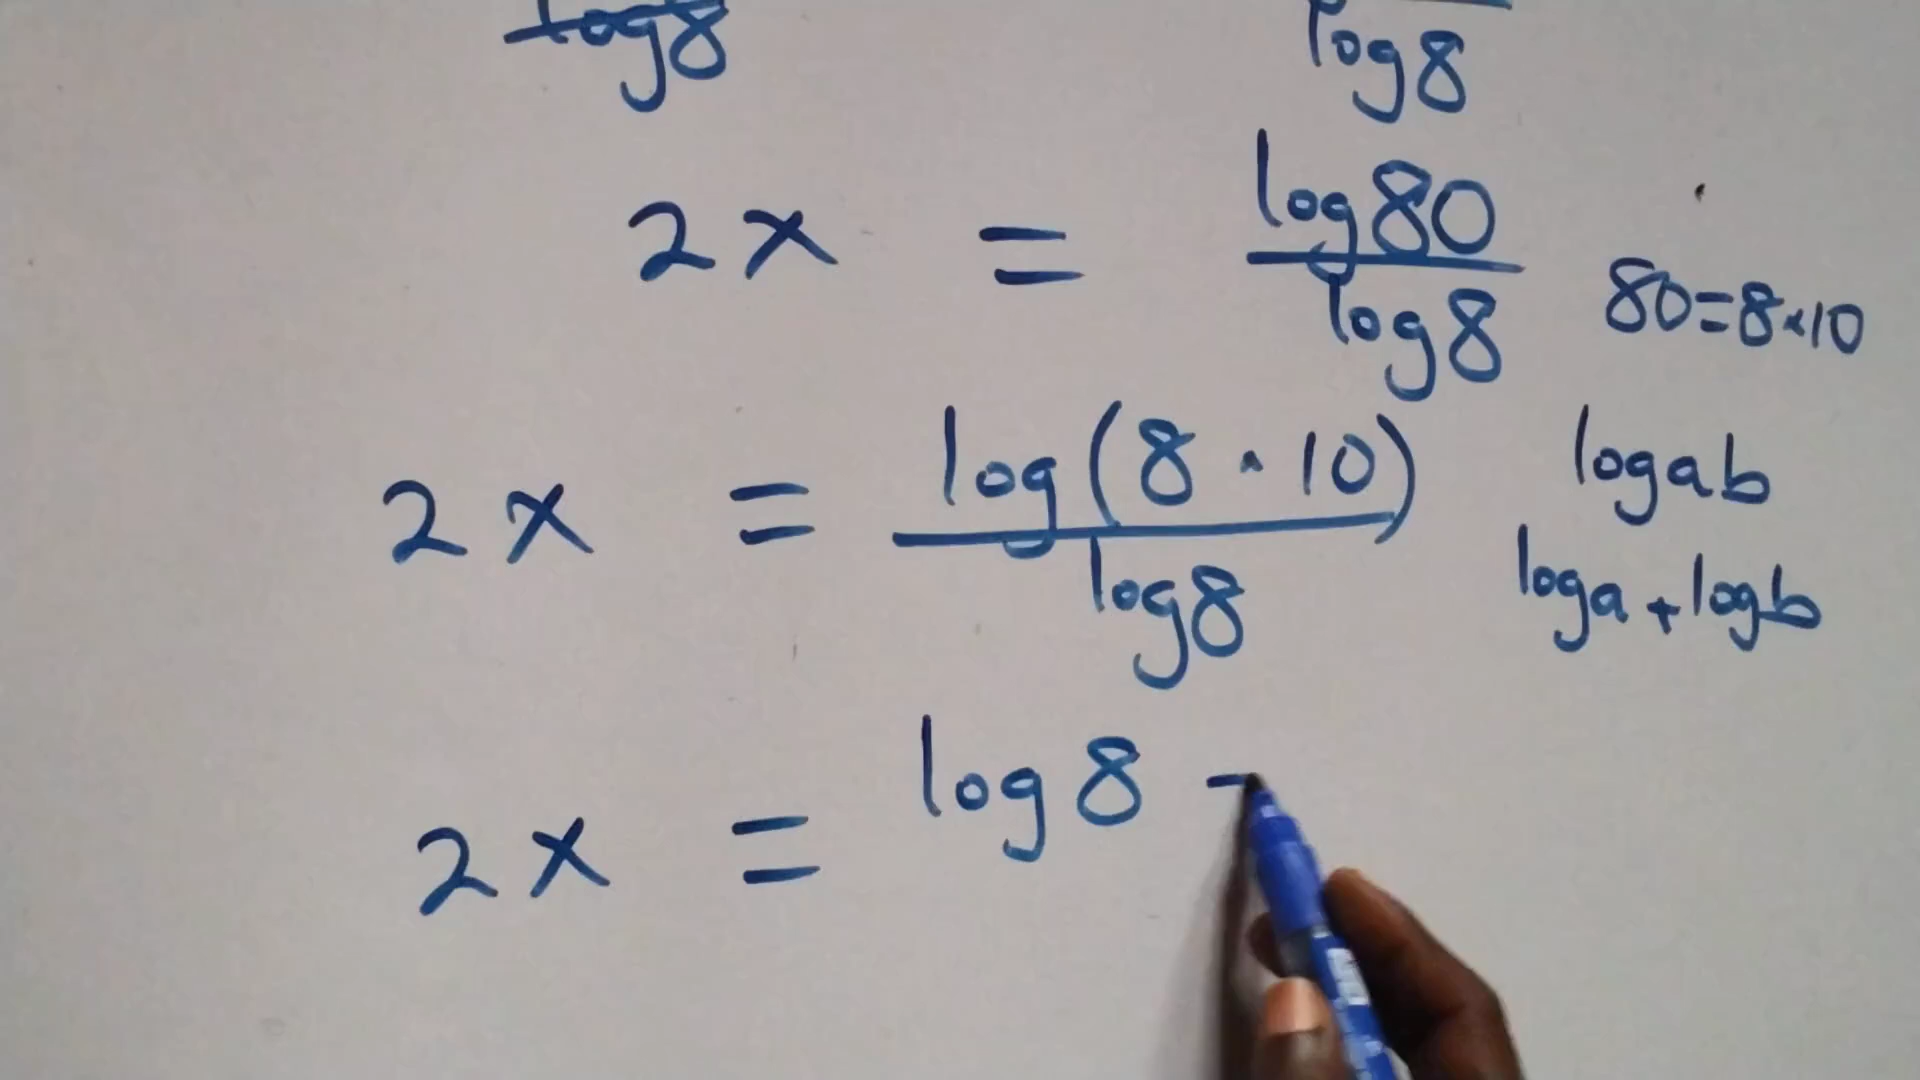 log8 log8
2x = log80
log8
80=8×10
2x = log(8·10)
log8
logab
loga+logb
2x = log8 -